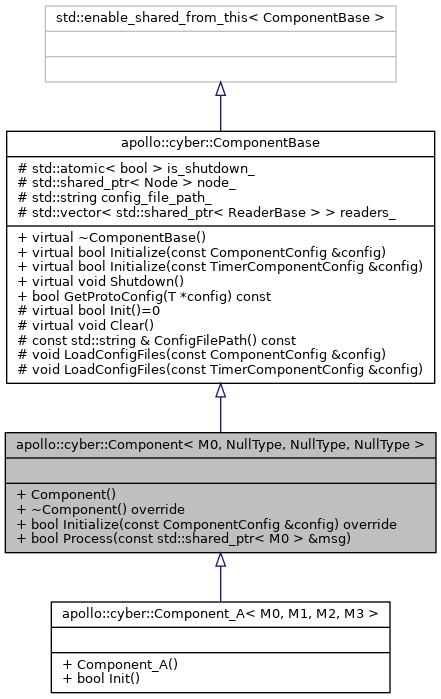 std::enable_shared_from_this< ComponentBase >
apollo::cyber::ComponentBase
# std::atomic< bool > is_shutdown_
# std::shared_ptr< Node > node_
# std::string config_file_path_
# std::vector< std::shared_ptr< ReaderBase > > readers_
+ virtual ~ComponentBase()
+ virtual bool Initialize(const ComponentConfig &config)
+ virtual bool Initialize(const TimerComponentConfig &config)
+ virtual void Shutdown()
+ bool GetProtoConfig(T *config) const
# virtual bool Init()=0
# virtual void Clear()
# const std::string & ConfigFilePath() const
# void LoadConfigFiles(const ComponentConfig &config)
# void LoadConfigFiles(const TimerComponentConfig &config)
apollo::cyber::Component< M0, NullType, NullType, NullType >
+ Component()
+ ~Component() override
+ bool Initialize(const ComponentConfig &config) override
+ bool Process(const std::shared_ptr< M0 > &msg)
apollo::cyber::Component_A< M0, M1, M2, M3 >
+ Component_A()
+ bool Init()